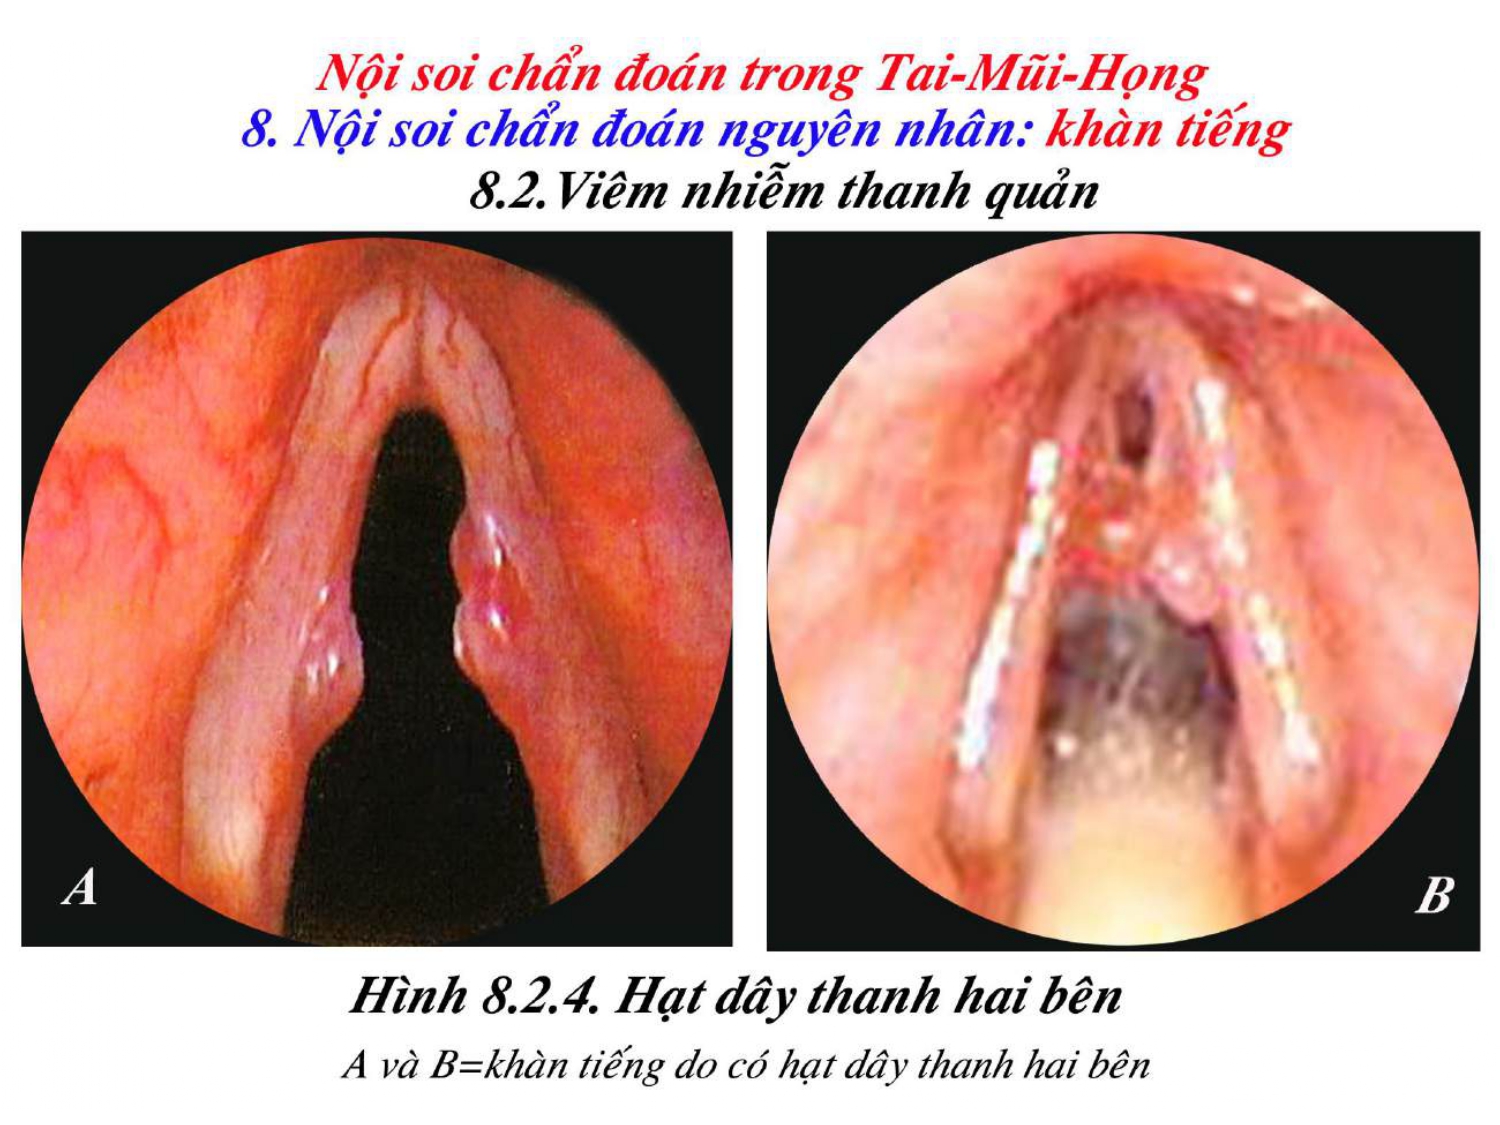 Nội soi chẩn đoán trong Tai-Mũi-Họng
8. Nội soi chẩn đoán nguyên nhân: khàn tiếng
8.2.Viêm nhiễm thanh quản
A
B
Hình 8.2.4. Hạt dây thanh hai bên
A và B=khàn tiếng do có hạt dây thanh hai bên